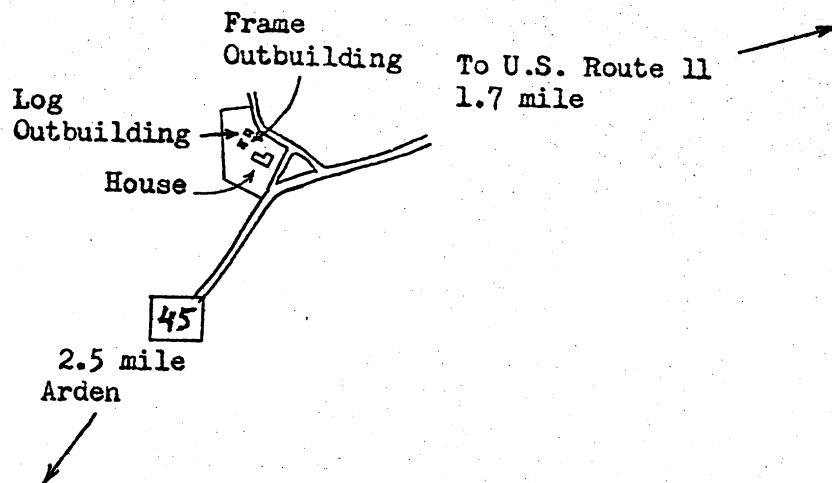 Frame
Outbuilding
To U.S. Route 11
1.7 mile
Log
Outbuilding
House
45
2.5 mile
Arden